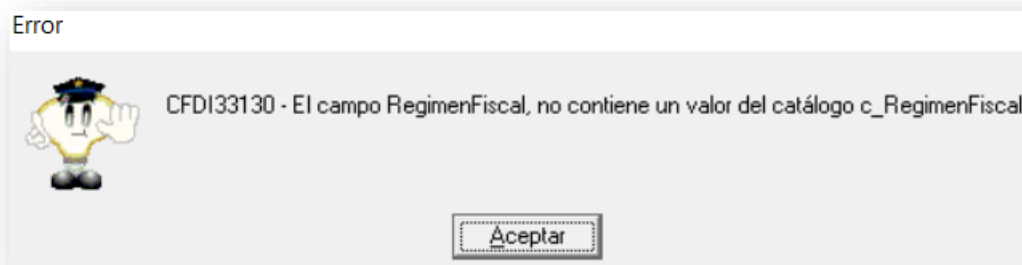 Error
CFDI33130 - El campo RegimenFiscal, no contiene un valor del catálogo c_RegimenFiscal
Aceptar